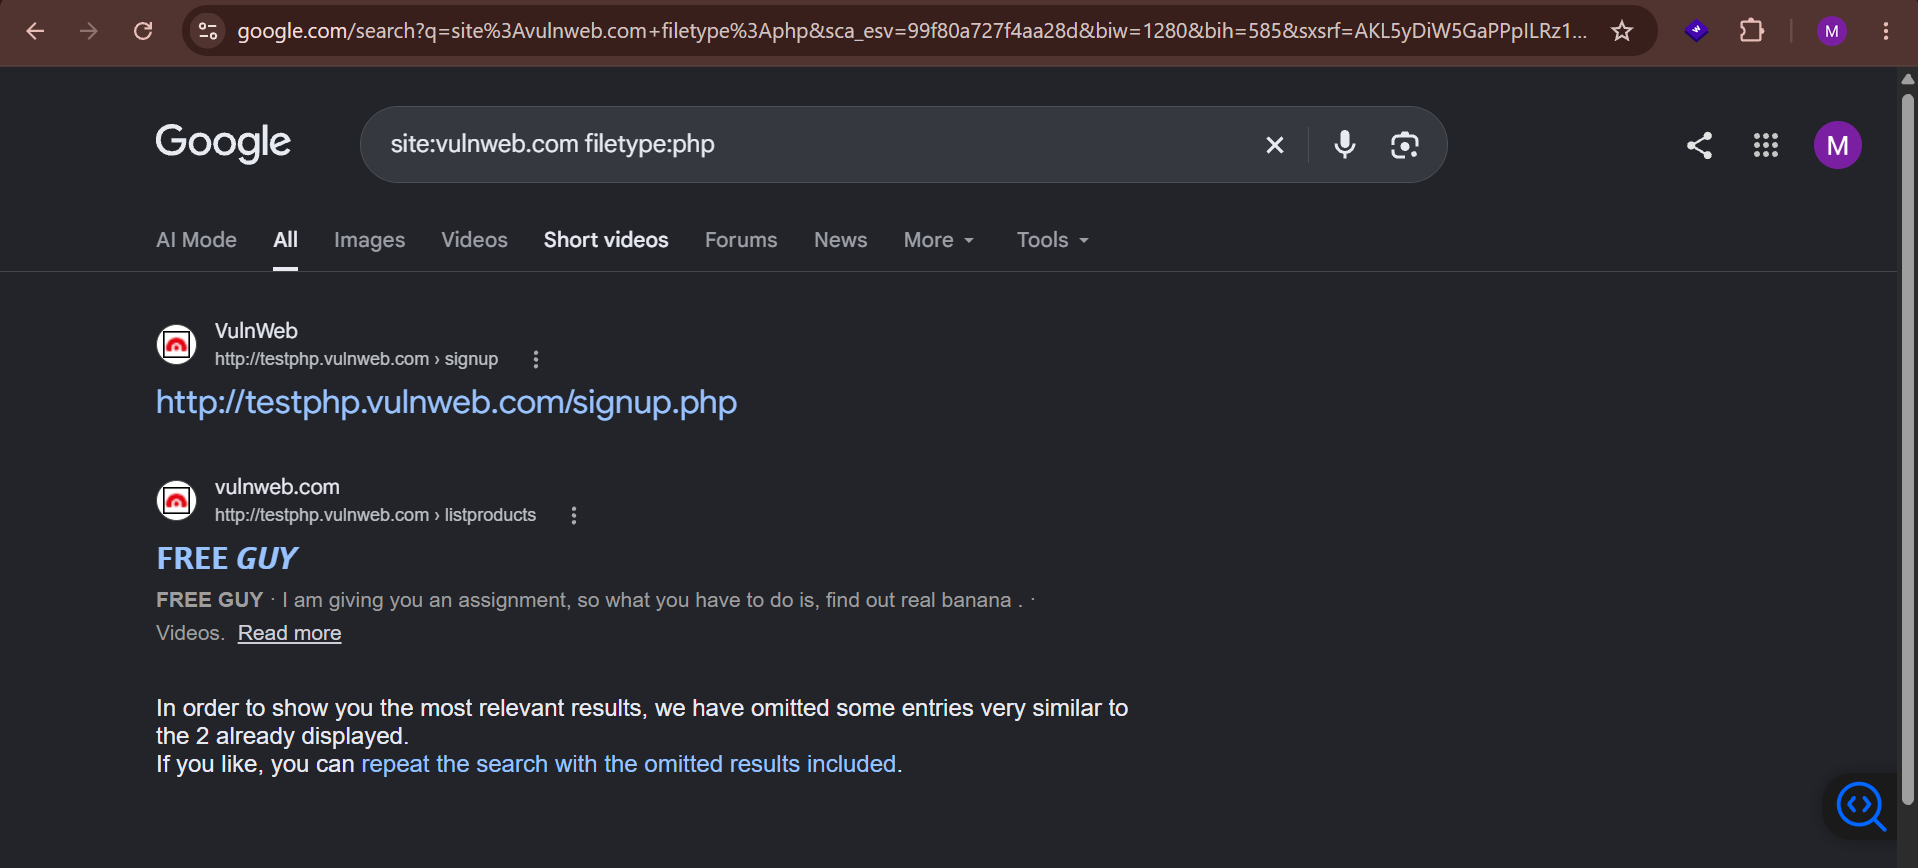 google.com/search?q=site%3Avulnweb.com+filetype%3Aphp&sca_esv=99f80a727f4aa28d&biw=1280&bih=585&sxsrf=AKL5yDiW5GaPPpILRz1...
M
Google
site:vulnweb.com filetype:php
M
AI Mode All Images Videos Short videos Forums News More Tools
VulnWeb
http://testphp.vulnweb.com › signup
http://testphp.vulnweb.com/signup.php
vulnweb.com
http://testphp.vulnweb.com › listproducts
FREE GUY
FREE GUY · I am giving you an assignment, so what you have to do is, find out real banana . ·
Videos. Read more
In order to show you the most relevant results, we have omitted some entries very similar to
the 2 already displayed.
If you like, you can repeat the search with the omitted results included.